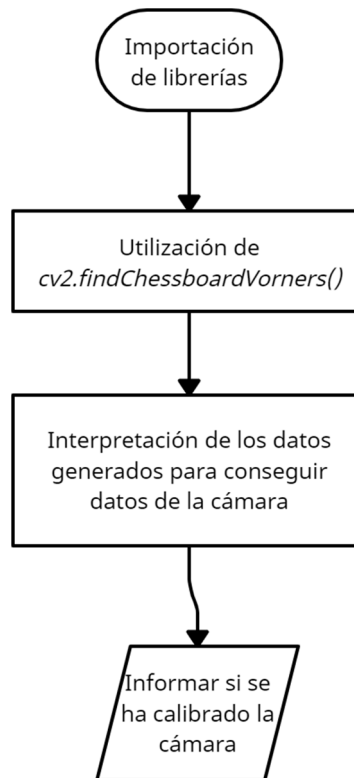 Importación
de librerías
Utilización de
cv2.findChessboardVorners()
Interpretación de los datos
generados para conseguir
datos de la cámara
Informar si se
ha calibrado la
cámara